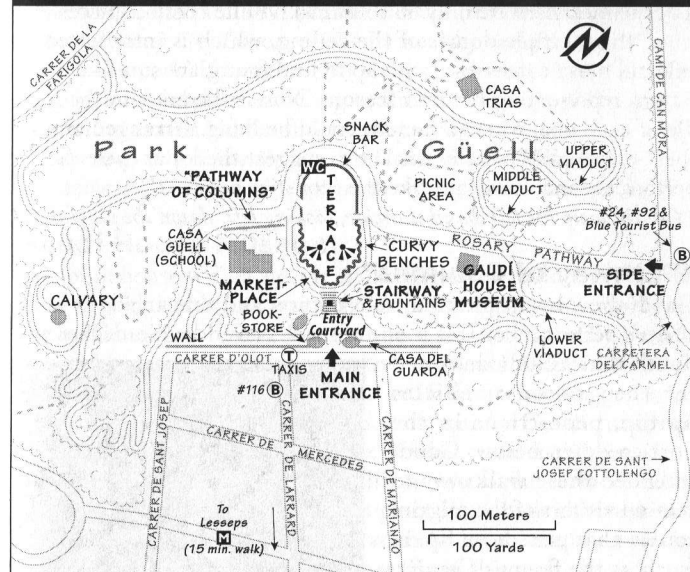 CARRER DE LA
FARIGOLA
CAMÍ DE CAN MORA
CASA
TRIAS
SNACK
BAR
Park Güell
WC
TERRACE
"PATHWAY
OF COLUMNS"
PICNIC
AREA
MIDDLE
VIADUCT
UPPER
VIADUCT
#24, #92 &
Blue Tourist Bus
B
CASA
GÜELL
(SCHOOL)
CURVY
BENCHES
ROSARY PATHWAY
SIDE
ENTRANCE
MARKET-
PLACE
STAIRWAY
& FOUNTAINS
GAUDÍ
HOUSE
MUSEUM
CALVARY
BOOK-
STORE
Entry
Courtyard
WALL
LOWER
VIADUCT
CARRETERA
DEL CARMEL
CARRER D'OLOT
T
TAXIS
MAIN
ENTRANCE
CASA DEL
GUARDA
#116 B
CARRER DE SANT JOSEP
CARRER DE MERCEDES
CARRER DE LARRARD
CARRER DE MARIANAO
CARRER DE SANT
JOSEP COTTOLENGO
To
Lesseps
M
(15 min. walk)
100 Meters
100 Yards